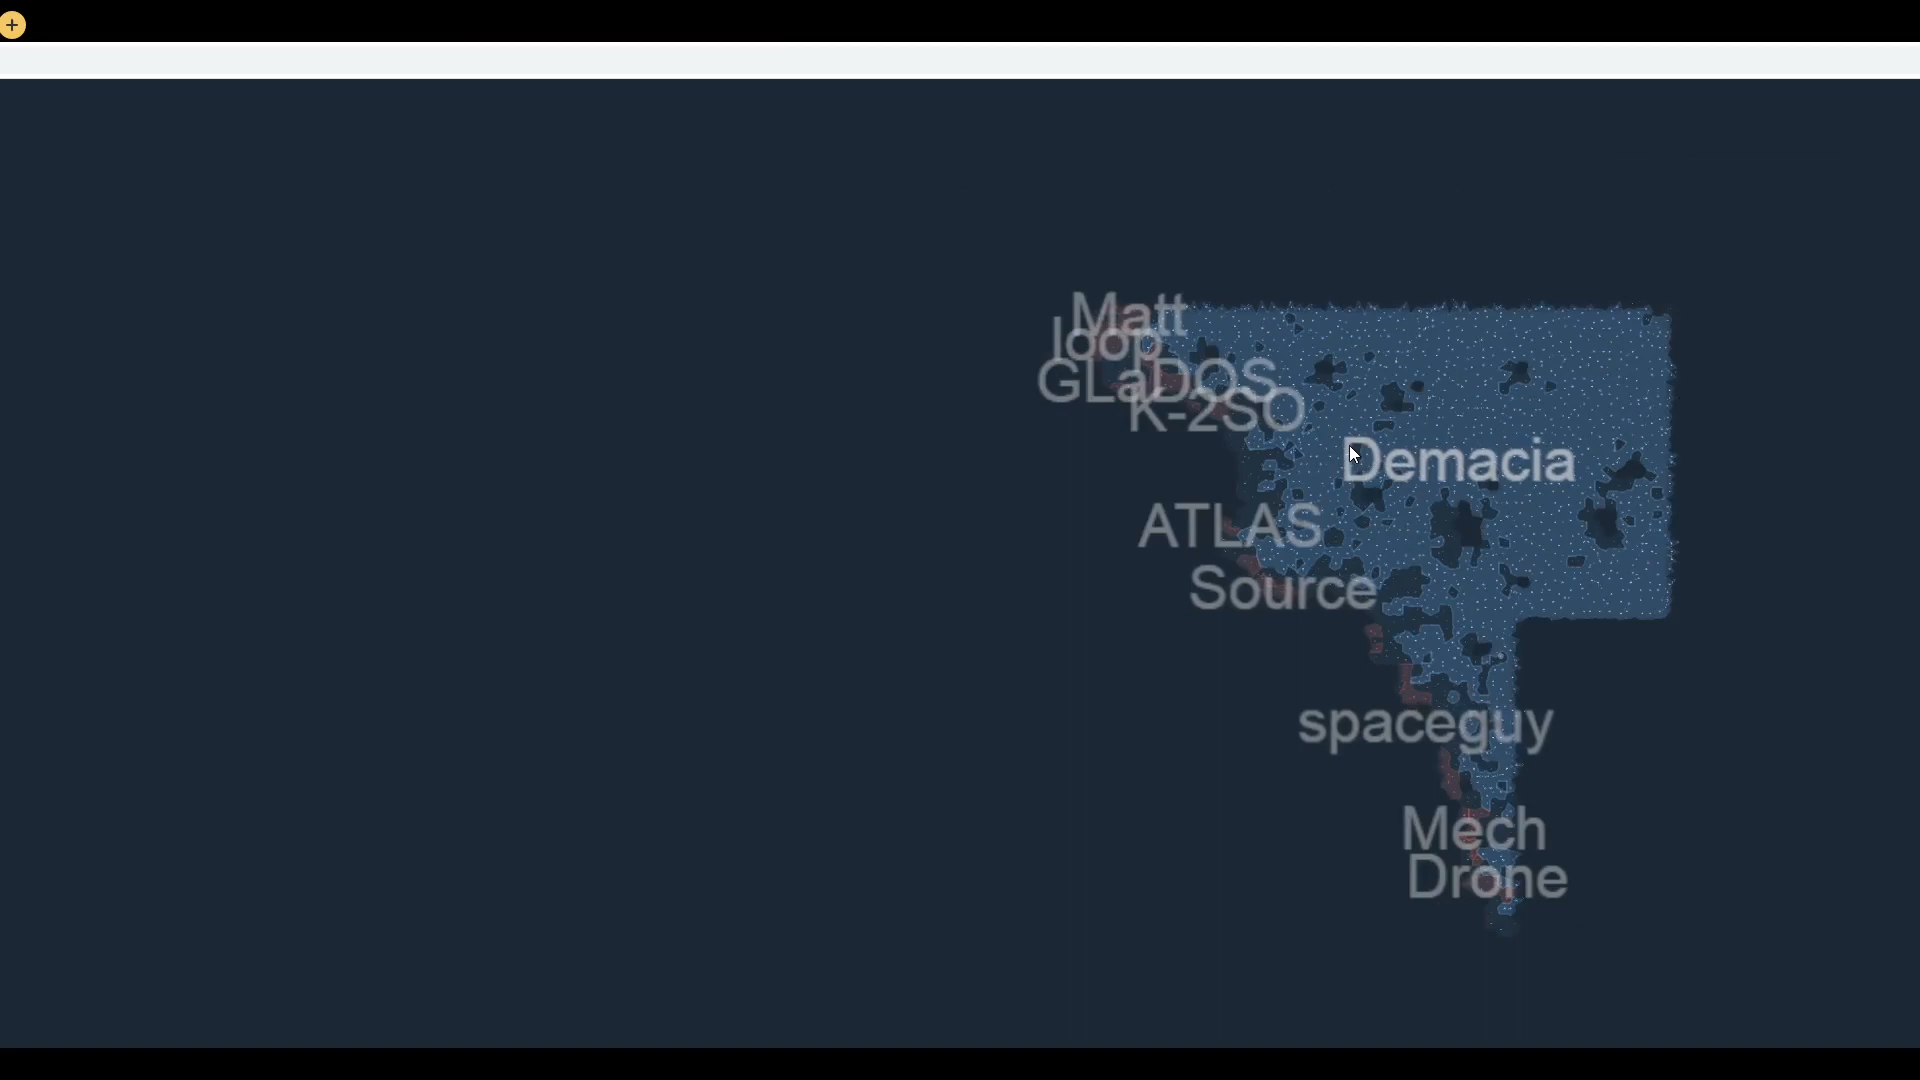 Matt
loop
GLaDOS
K-2SO
Demacia
ATLAS
Source
spaceguy
Mech
Drone